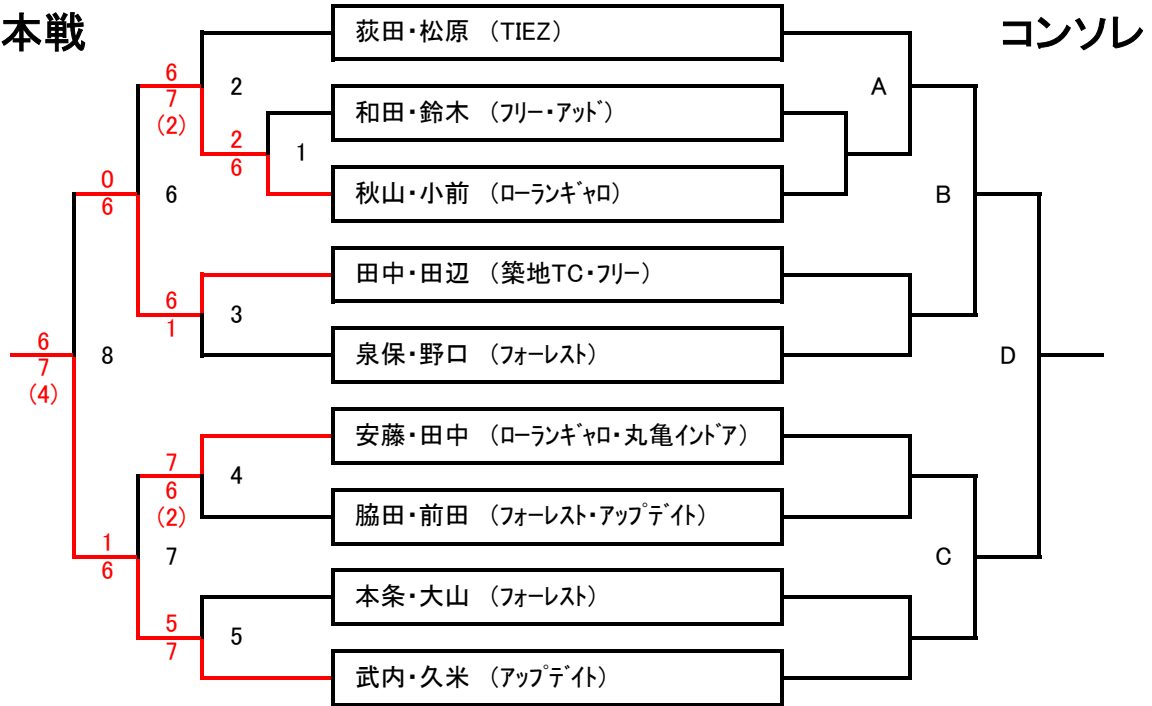 本戦
コンソレ
荻田・松原 （TIEZ）
6
7
(2)
2
A
和田・鈴木 （ﾌﾘｰ・ｱｯﾄﾞ）
2
6
1
秋山・小前 （ﾛｰﾗﾝｷﾞｬﾛ）
0
6
6
B
田中・田辺 （築地TC・ﾌﾘｰ）
6
1
3
泉保・野口 （ﾌｫｰﾚｽﾄ）
6
7
(4)
8
D
安藤・田中 （ﾛｰﾗﾝｷﾞｬﾛ・丸亀ｲﾝﾄﾞｱ）
7
6
(2)
4
脇田・前田 （ﾌｫｰﾚｽﾄ・ｱｯﾌﾟﾃﾞｲﾄ）
1
6
7
C
本条・大山 （ﾌｫｰﾚｽﾄ）
5
7
5
武内・久米 （ｱｯﾌﾟﾃﾞｲﾄ）